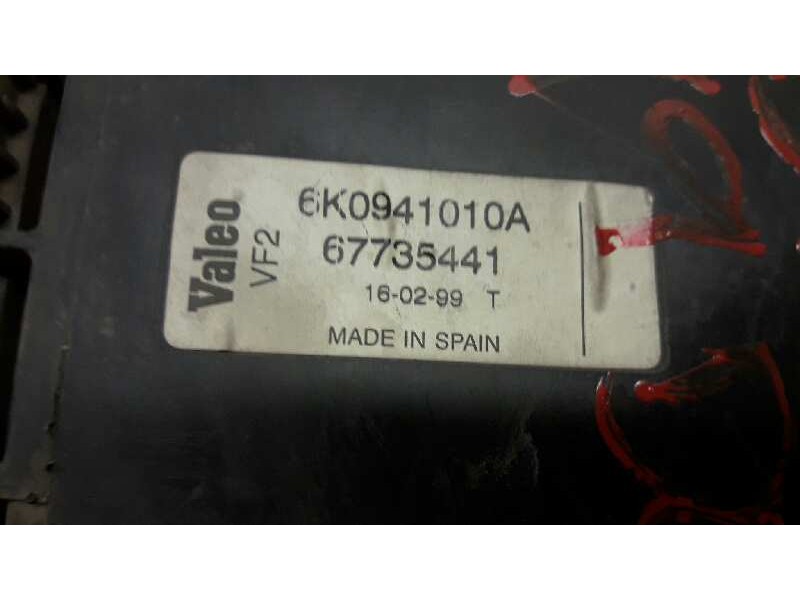 Valeo
VF2
6K0941010A
67735441
16-02-99 T
MADE IN SPAIN